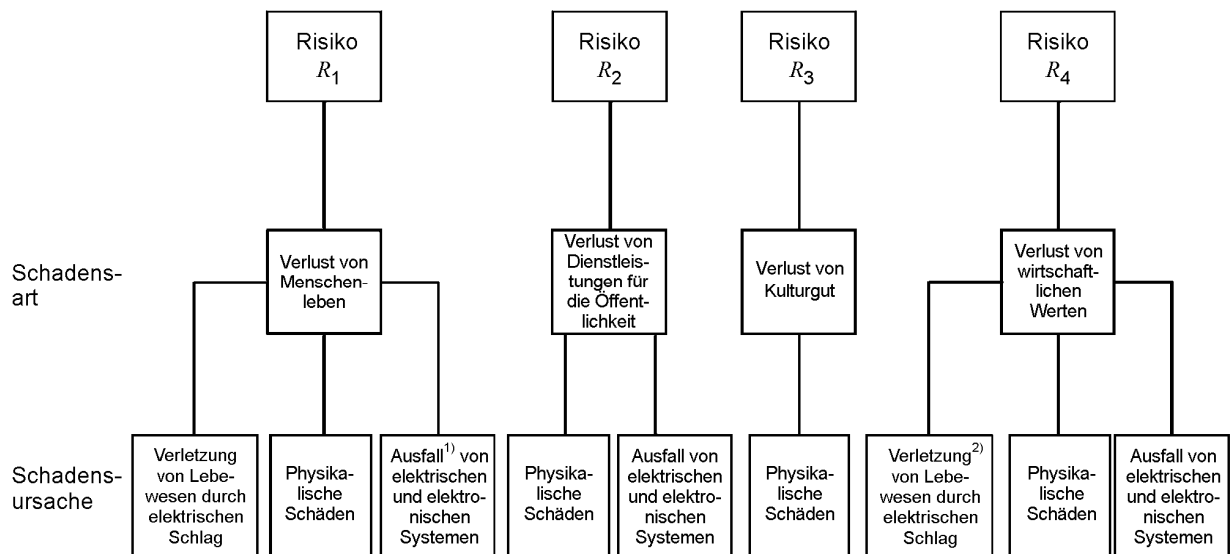 Risiko
R1
Risiko
R2
Risiko
R3
Risiko
R4
Schadens-
art
Verlust von
Menschen-
leben
Verlust von
Dienstleis-
tungen für
die Öffent-
lichkeit
Verlust von
Kulturgut
Verlust von
wirtschaft-
lichen
Werten
Schadens-
ursache
Verletzung
von Lebe-
wesen durch
elektrischen
Schlag
Physika-
lische
Schäden
Ausfall1) von
elektrischen
und elektro-
nischen
Systemen
Physika-
lische
Schäden
Ausfall von
elektrischen
und elektro-
nischen
Systemen
Physika-
lische
Schäden
Verletzung2)
von Lebe-
wesen durch
elektrischen
Schlag
Physika-
lische
Schäden
Ausfall von
elektrischen
und elektro-
nischen
Systemen